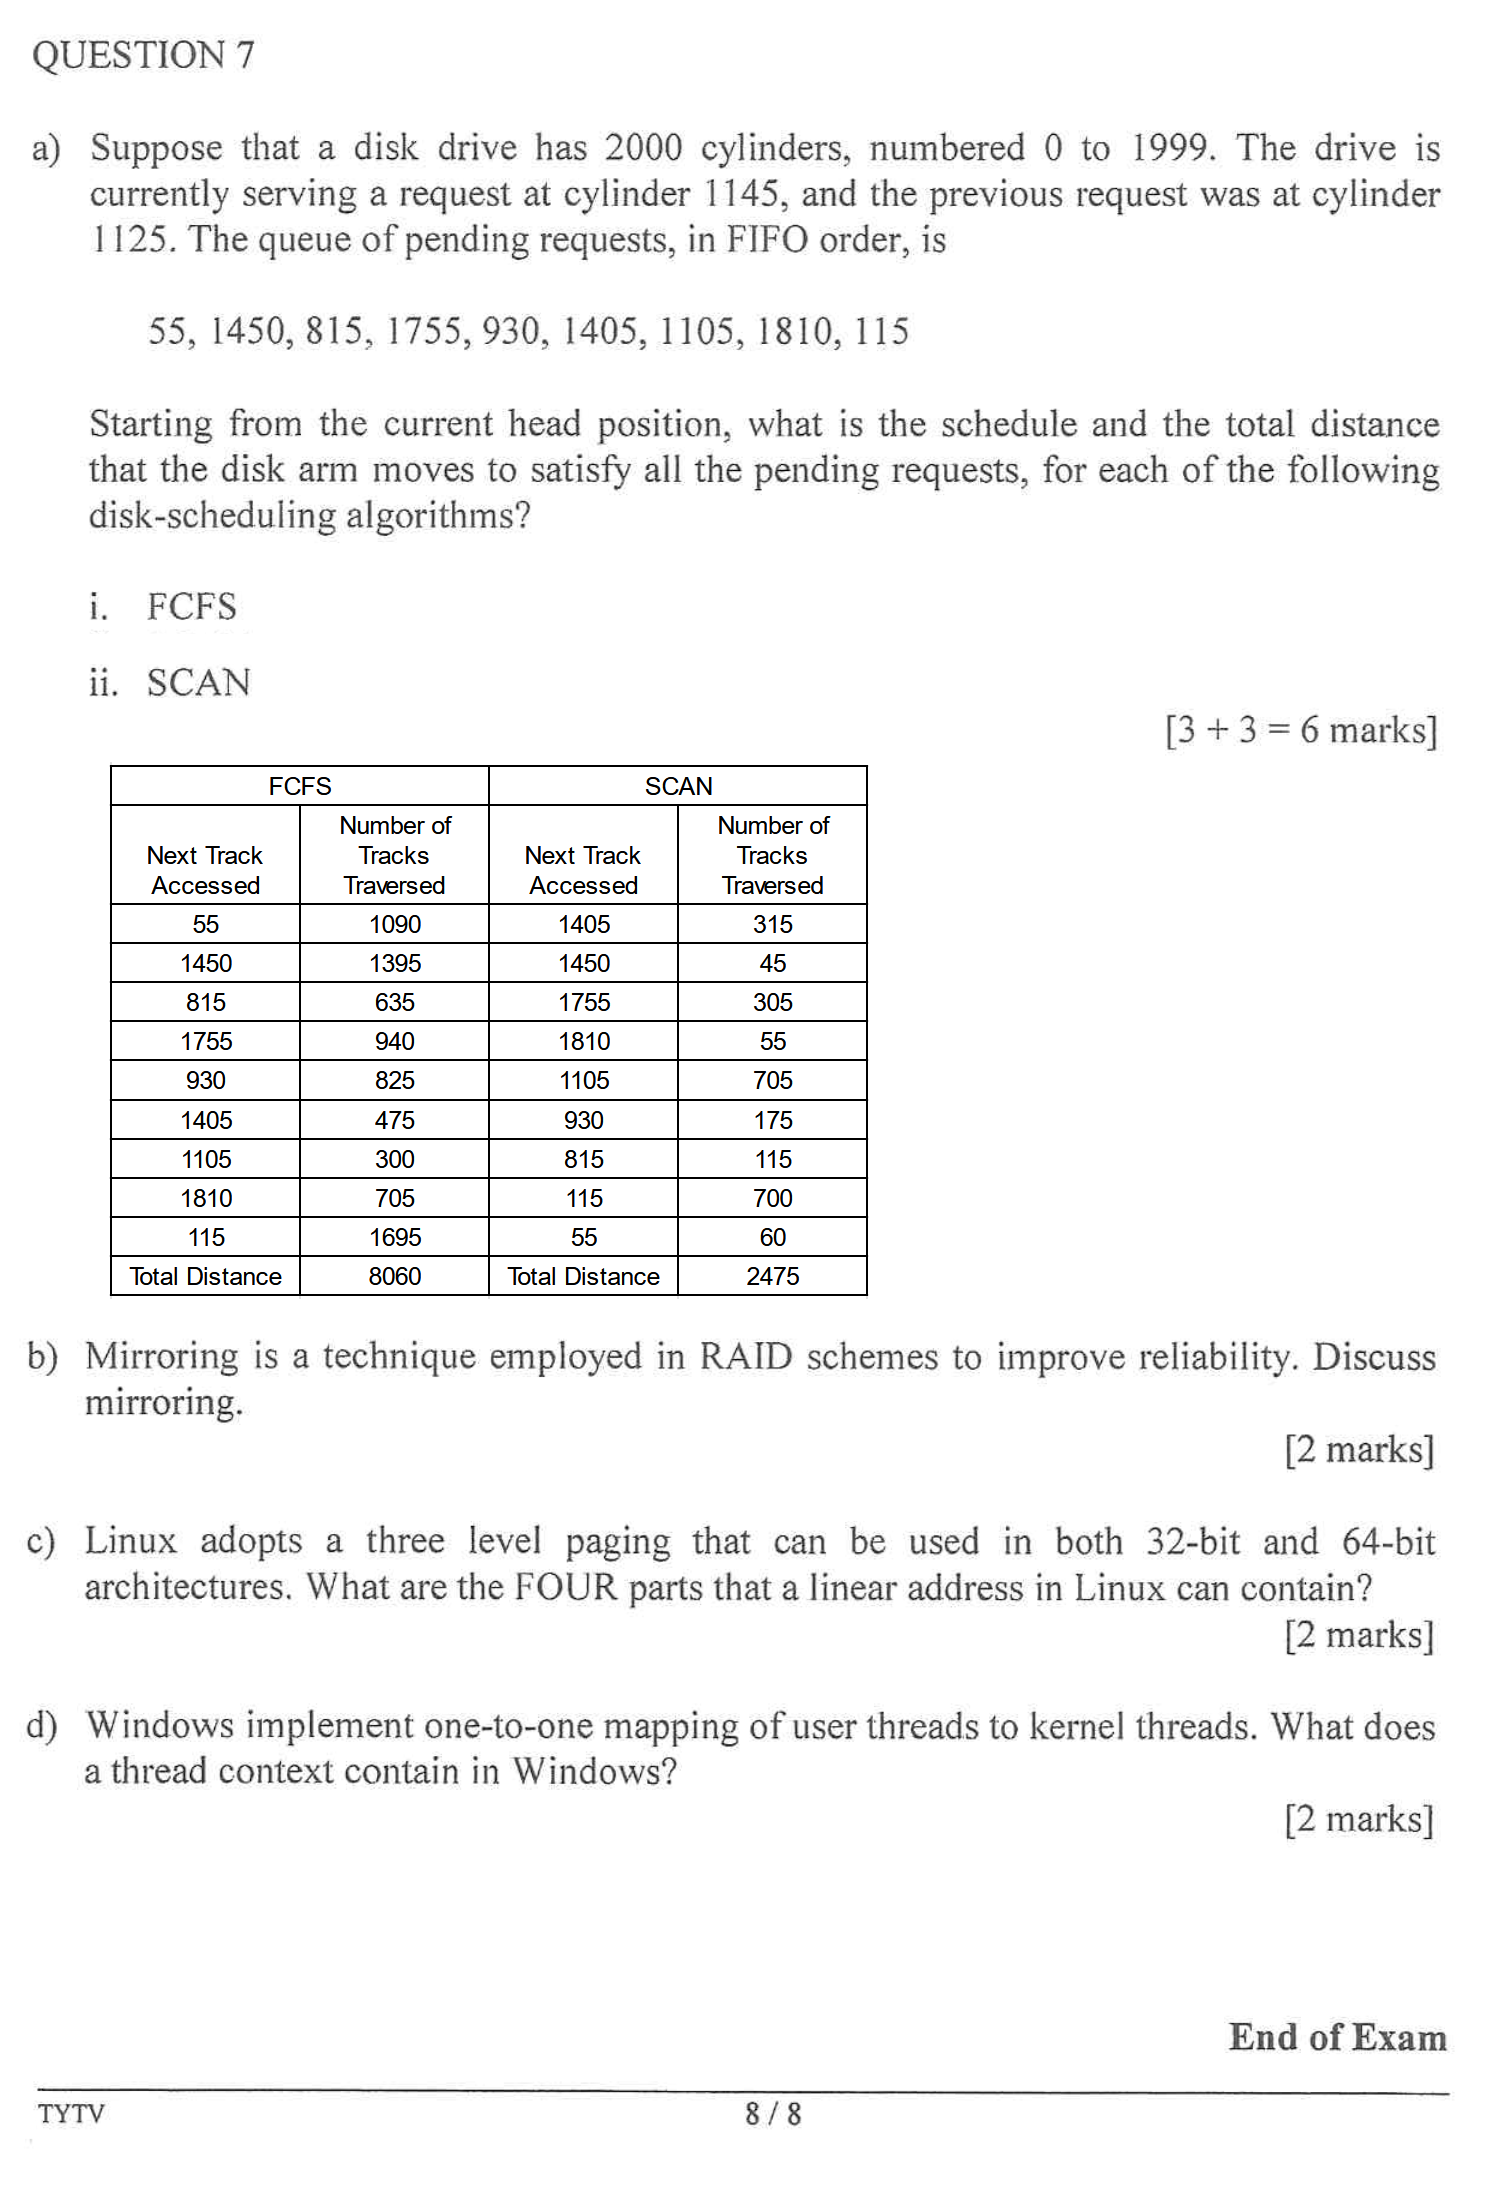 QUESTION 7
a) Suppose that a disk drive has 2000 cylinders, numbered 0 to 1999. The drive is
currently serving a request at cylinder 1145, and the previous request was at cylinder
1125. The queue of pending requests, in FIFO order, is
55, 1450, 815, 1755, 930, 1405, 1105, 1810, 115
Starting from the current head position, what is the schedule and the total distance
that the disk arm moves to satisfy all the pending requests, for each of the following
disk-scheduling algorithms?
i. FCFS
ii. SCAN
[3 + 3 = 6 marks]
FCFS SCAN
Next Track Accessed Number of Tracks Traversed Next Track Accessed Number of Tracks Traversed
55 1090 1405 315
1450 1395 1450 45
815 635 1755 305
1755 940 1810 55
930 825 1105 705
1405 475 930 175
1105 300 815 115
1810 705 115 700
115 1695 55 60
Total Distance 8060 Total Distance 2475
b) Mirroring is a technique employed in RAID schemes to improve reliability. Discuss
mirroring.
[2 marks]
c) Linux adopts a three level paging that can be used in both 32-bit and 64-bit
architectures. What are the FOUR parts that a linear address in Linux can contain?
[2 marks]
d) Windows implement one-to-one mapping of user threads to kernel threads. What does
a thread context contain in Windows?
[2 marks]
End of Exam
TYTV 8 / 8